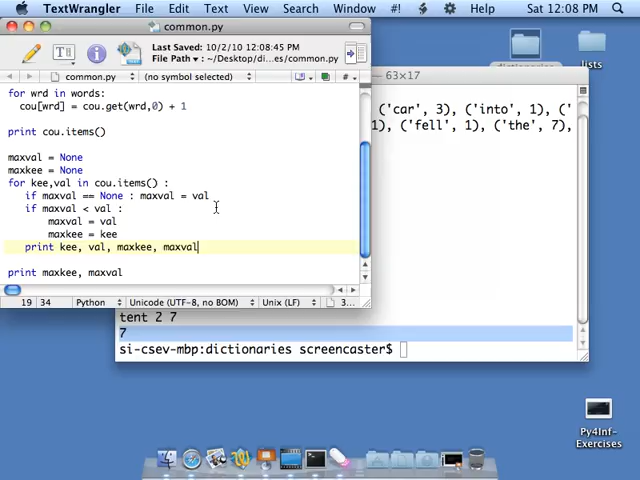 TextWrangler File Edit Text View Search Window #! Help Sat 12:08 PM
common.py
Last Saved: 10/2/10 12:08:45 PM
File Path: ~/Desktop/di...es/common.py
common.py (no symbol selected) #
for wrd in words:
cou[wrd] = cou.get(wrd,0) + 1
print cou.items()
maxval = None
maxkee = None
for kee,val in cou.items() :
if maxval == None : maxval = val
if maxval < val :
maxval = val
maxkee = kee
print kee, val, maxkee, maxval
print maxkee, maxval
19 34 Python Unicode (UTF-8, no BOM) Unix (LF) 3...
63×17
('car', 3), ('into', 1), ('
1), ('fell', 1), ('the', 7),
tent 2 7
7
si-csev-mbp:dictionaries screencaster$
dictionaries
lists
Py4Inf-
Exercises